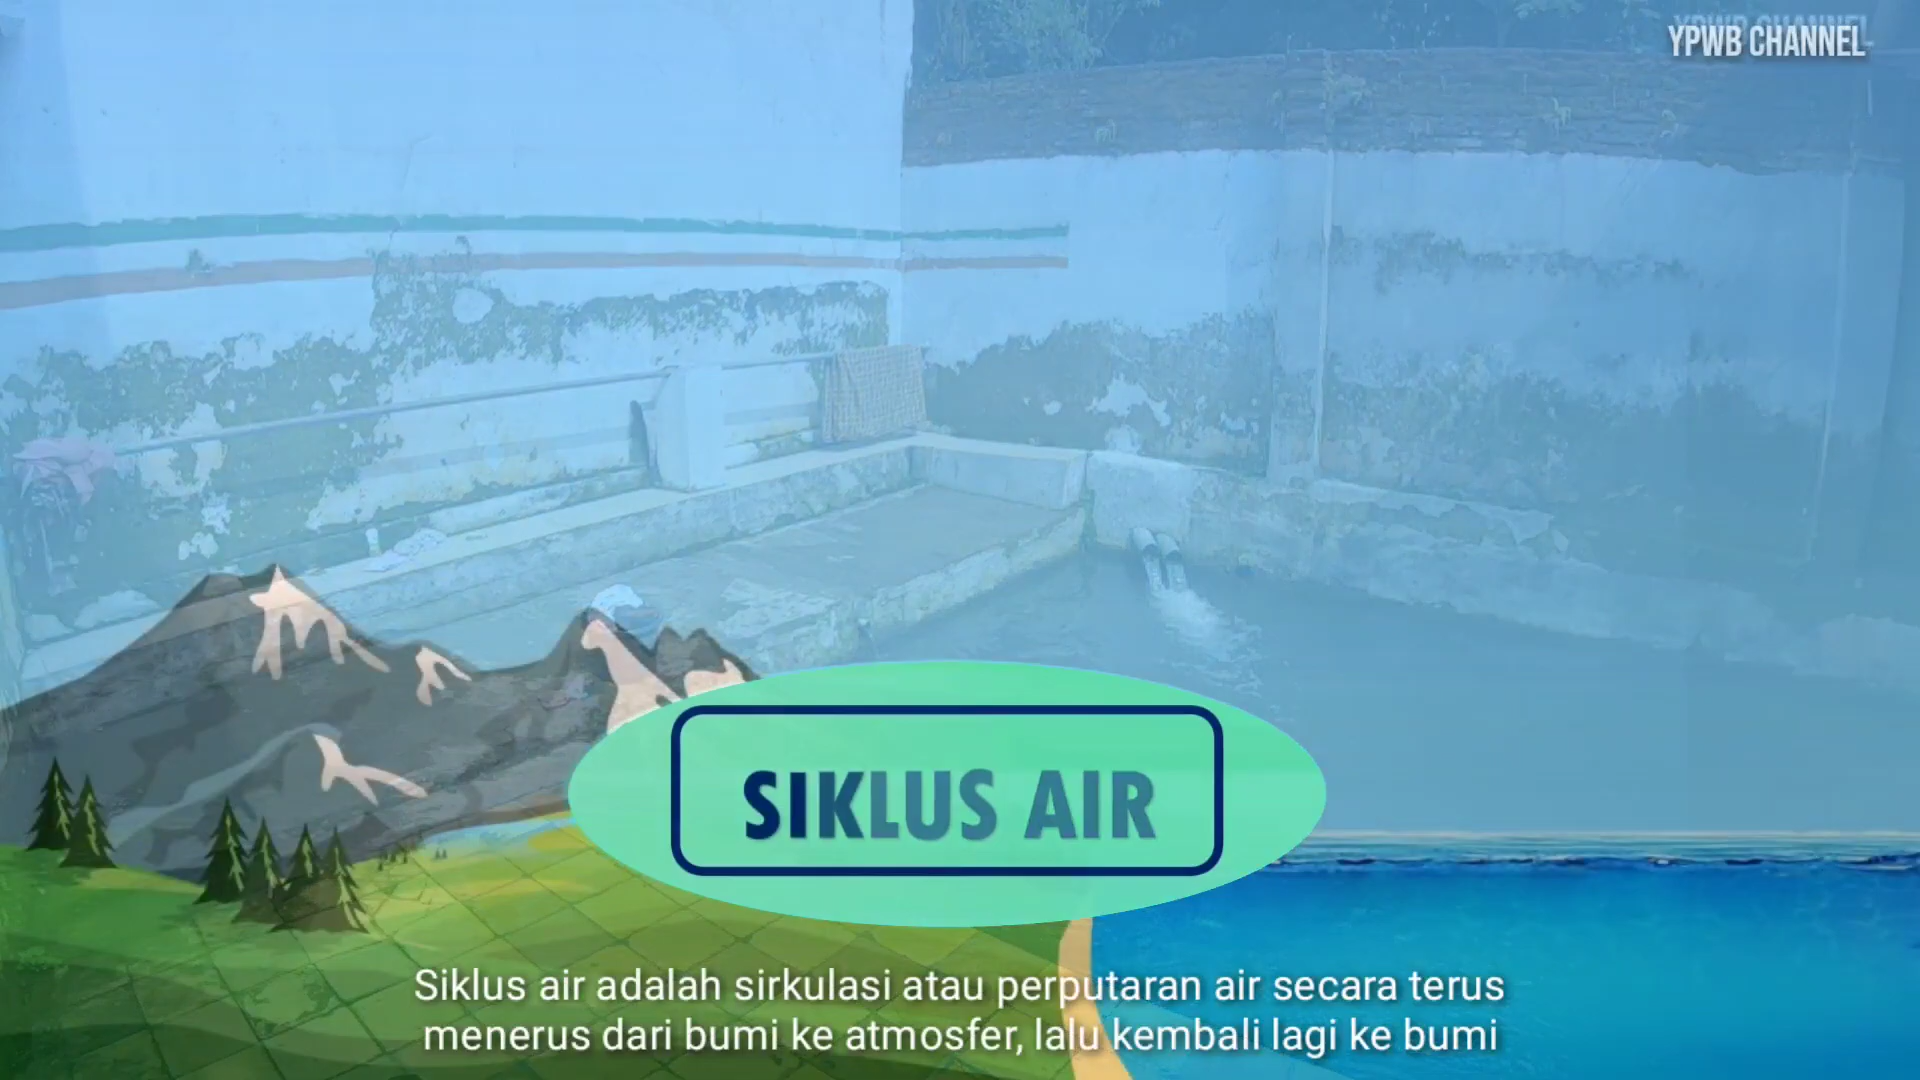 YPWB CHANNEL
SIKLUS AIR
Siklus air adalah sirkulasi atau perputaran air secara terus
menerus dari bumi ke atmosfer, lalu kembali lagi ke bumi